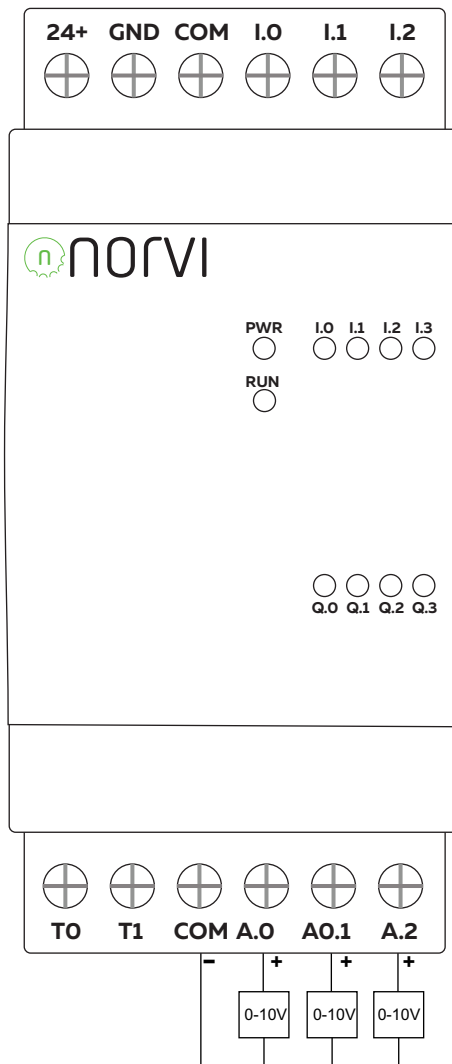 24+ GND COM I.0 I.1 I.2
n norvi
PWR I.0 I.1 I.2 I.3
RUN
Q.0 Q.1 Q.2 Q.3
T0 T1 COM A.0 A0.1 A.2
- + + +
0-10V 0-10V 0-10V